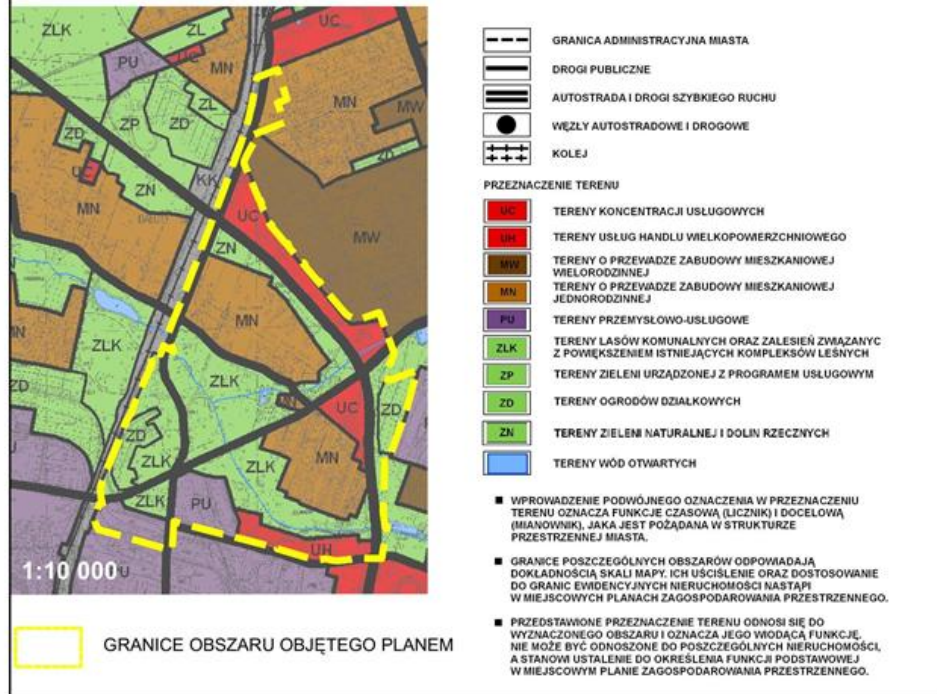 ZLK
ZL
UC
PU
UC
MN
MN
MW
ZL
ZD
ZP
ZD
ZD
UC
ZN
KK
MN
UC
MW
ZN
MN
ZLK
ZLK
MN
UC
ZD
ZD
ZD
ZLK
ZLK
MN
ZLK
PU
UH
1:10 000
GRANICE OBSZARU OBJĘTEGO PLANEM
GRANICA ADMINISTRACYJNA MIASTA
DROGI PUBLICZNE
AUTOSTRADA I DROGI SZYBKIEGO RUCHU
WĘZŁY AUTOSTRADOWE I DROGOWE
KOLEJ
PRZEZNACZENIE TERENU
UC TERENY KONCENTRACJI USŁUGOWYCH
UH TERENY USŁUG HANDLU WIELKOPOWIERZCHNIOWEGO
MW TERENY O PRZEWADZE ZABUDOWY MIESZKANIOWEJ
WIELORODZINNEJ
MN TERENY O PRZEWADZE ZABUDOWY MIESZKANIOWEJ
JEDNORODZINNEJ
PU TERENY PRZEMYSŁOWO-USŁUGOWE
ZLK TERENY LASÓW KOMUNALNYCH ORAZ ZALESIEŃ ZWIĄZANYC
Z POWIĘKSZENIEM ISTNIEJĄCYCH KOMPLEKSÓW LEŚNYCH
ZP TERENY ZIELENI URZĄDZONEJ Z PROGRAMEM USŁUGOWYM
ZD TERENY OGRODÓW DZIAŁKOWYCH
ZN TERENY ZIELENI NATURALNEJ I DOLIN RZECZNYCH
TERENY WÓD OTWARTYCH
■ WPROWADZENIE PODWÓJNEGO OZNACZENIA W PRZEZNACZENIU
TERENU OZNACZA FUNKCJE CZASOWĄ (LICZNIK) I DOCELOWĄ
(MIANOWNIK), JAKA JEST POŻĄDANA W STRUKTURZE
PRZESTRZENNEJ MIASTA.
■ GRANICE POSZCZEGÓLNYCH OBSZARÓW ODPOWIADAJĄ
DOKŁADNOŚCIĄ SKALI MAPY. ICH UŚCIŚLENIE ORAZ DOSTOSOWANIE
DO GRANIC EWIDENCYJNYCH NIERUCHOMOŚCI NASTĄPI
W MIEJSCOWYCH PLANACH ZAGOSPODAROWANIA PRZESTRZENNEGO.
■ PRZEDSTAWIONE PRZEZNACZENIE TERENU ODNOSI SIĘ DO
WYZNACZONEGO OBSZARU I OZNACZA JEGO WIODĄCĄ FUNKCJĘ.
NIE MOŻE BYĆ ODNOSZONE DO POSZCZEGÓLNYCH NIERUCHOMOŚCI,
A STANOWI USTALENIE DO OKREŚLENIA FUNKCJI PODSTAWOWEJ
W MIEJSCOWYM PLANIE ZAGOSPODAROWANIA PRZESTRZENNEGO.